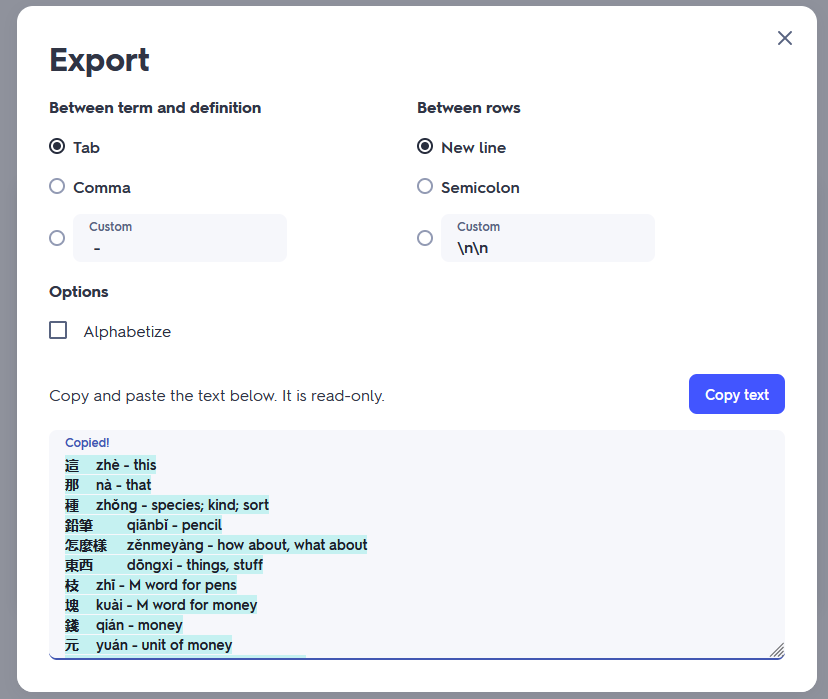 Export
Between term and definition
Between rows
Tab
New line
Comma
Semicolon
Custom
-
Custom
\n\n
Options
Alphabetize
Copy and paste the text below. It is read-only.
Copy text
Copied!
這 zhè - this
那 nà - that
種 zhǒng - species; kind; sort
鉛筆 qiānbǐ - pencil
怎麼樣 zěnmeyàng - how about, what about
東西 dōngxi - things, stuff
枝 zhī - M word for pens
塊 kuài - M word for money
錢 qián - money
元 yuán - unit of money